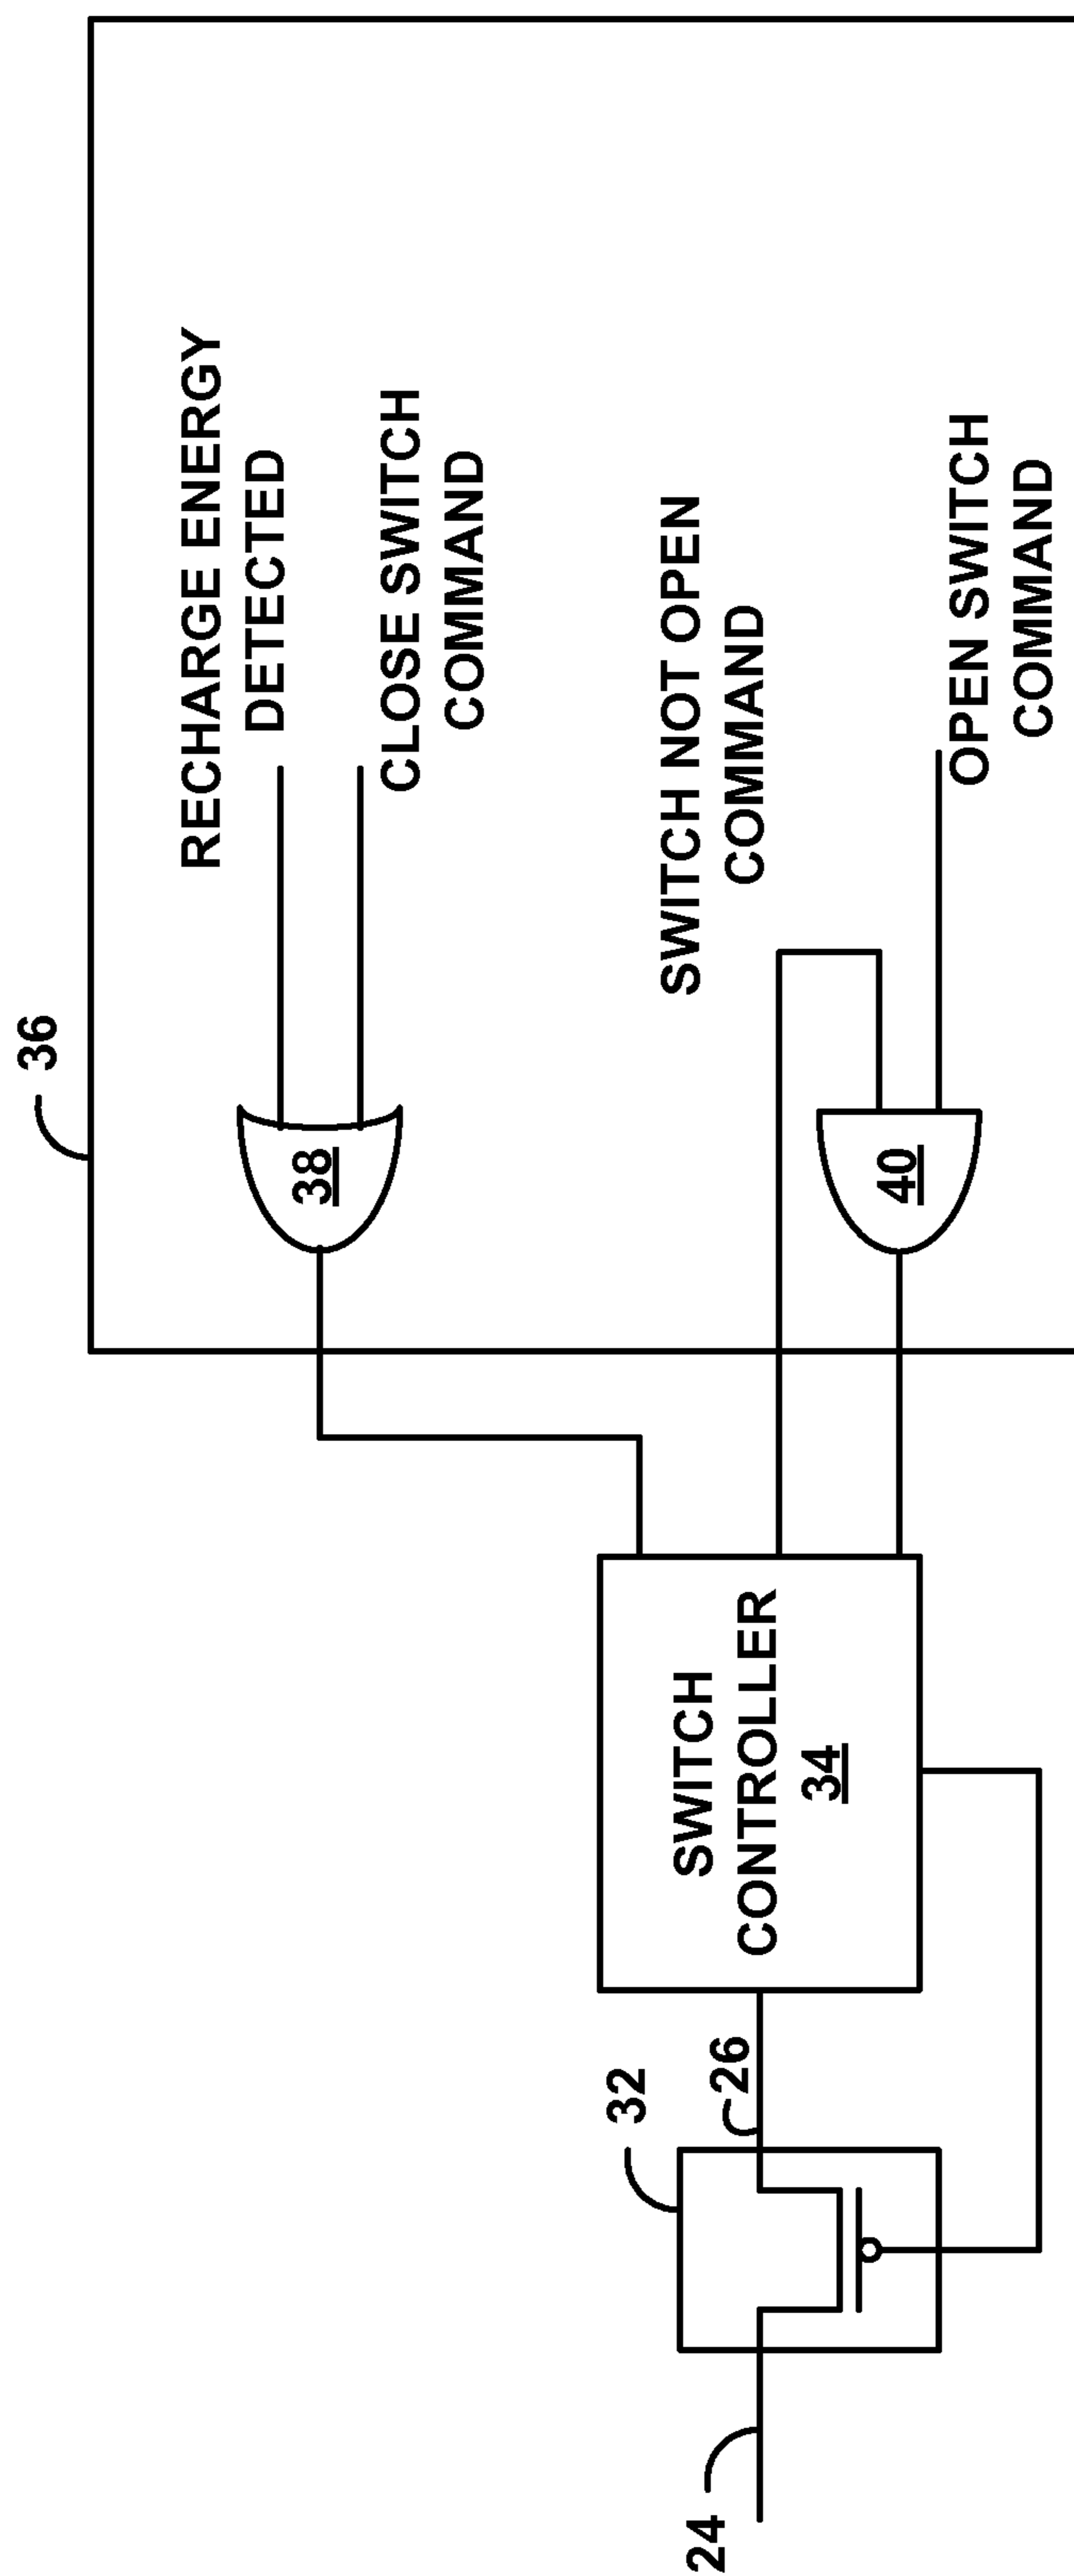 36
RECHARGE ENERGY
DETECTED
CLOSE SWITCH
COMMAND
38
SWITCH NOT OPEN
COMMAND
40
OPEN SWITCH
COMMAND
SWITCH
CONTROLLER
34
32
26
24